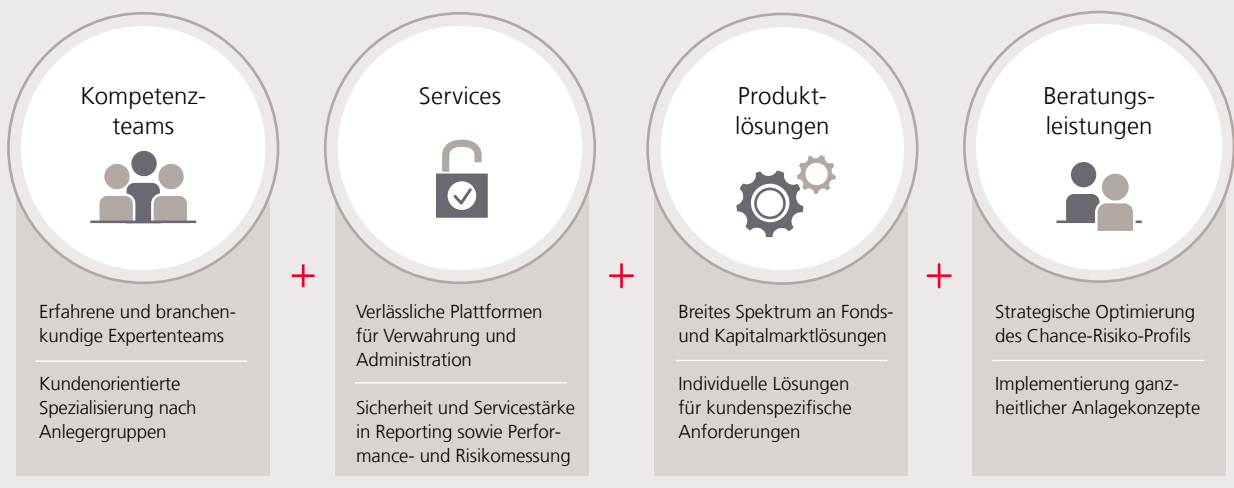 Kompetenz-
teams
Erfahrene und branchen-
kundige Expertenteams
Kundenorientierte
Spezialisierung nach
Anlegergruppen
+
Services
Verlässliche Plattformen
für Verwahrung und
Administration
Sicherheit und Servicestärke
in Reporting sowie Perfor-
mance- und Risikomessung
+
Produkt-
lösungen
Breites Spektrum an Fonds-
und Kapitalmarktlösungen
Individuelle Lösungen
für kundenspezifische
Anforderungen
+
Beratungs-
leistungen
Strategische Optimierung
des Chance-Risiko-Profils
Implementierung ganz-
heitlicher Anlagekonzepte